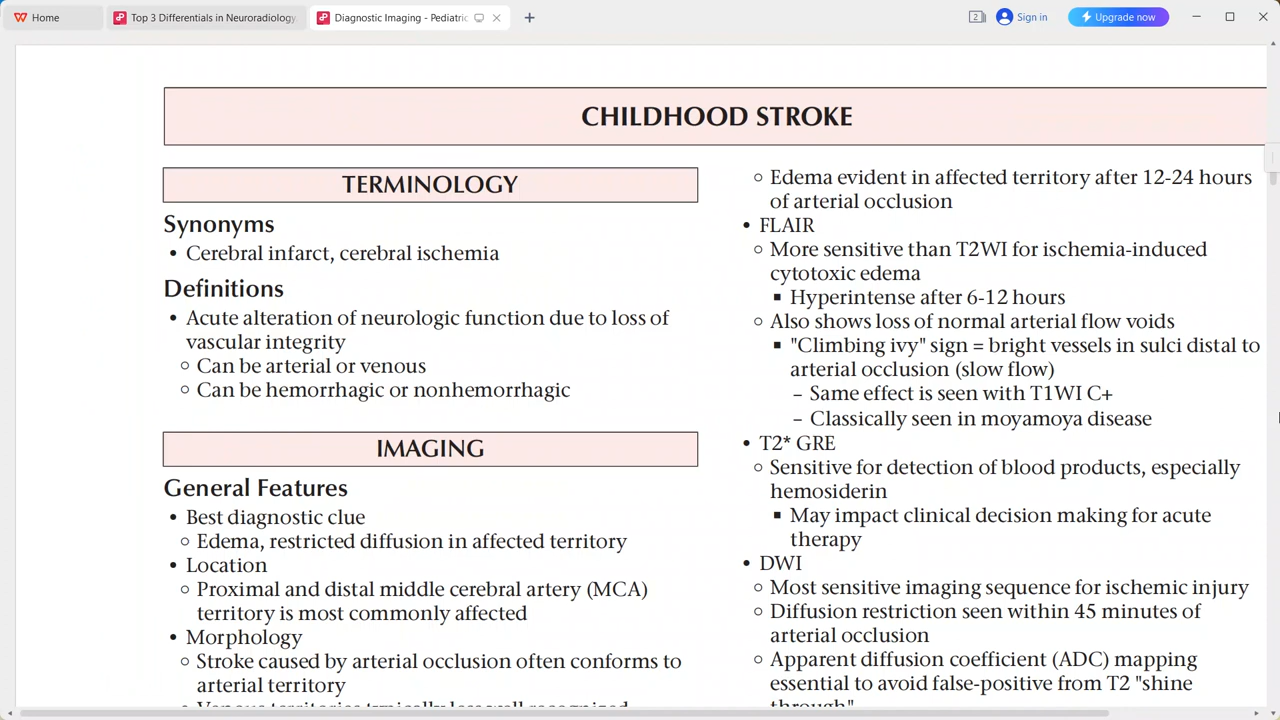 Home
Top 3 Differentials in Neuroradiology.
Diagnostic Imaging - Pediatric
2
Sign in
Upgrade now
CHILDHOOD STROKE
TERMINOLOGY
Synonyms
• Cerebral infarct, cerebral ischemia
Definitions
• Acute alteration of neurologic function due to loss of
vascular integrity
○ Can be arterial or venous
○ Can be hemorrhagic or nonhemorrhagic
IMAGING
General Features
• Best diagnostic clue
○ Edema, restricted diffusion in affected territory
• Location
○ Proximal and distal middle cerebral artery (MCA)
territory is most commonly affected
• Morphology
○ Stroke caused by arterial occlusion often conforms to
arterial territory
○ Venous territories typically less well recognized
○ Edema evident in affected territory after 12-24 hours
of arterial occlusion
• FLAIR
○ More sensitive than T2WI for ischemia-induced
cytotoxic edema
▪ Hyperintense after 6-12 hours
○ Also shows loss of normal arterial flow voids
▪ "Climbing ivy" sign = bright vessels in sulci distal to
arterial occlusion (slow flow)
– Same effect is seen with T1WI C+
– Classically seen in moyamoya disease
• T2* GRE
○ Sensitive for detection of blood products, especially
hemosiderin
▪ May impact clinical decision making for acute
therapy
• DWI
○ Most sensitive imaging sequence for ischemic injury
○ Diffusion restriction seen within 45 minutes of
arterial occlusion
○ Apparent diffusion coefficient (ADC) mapping
essential to avoid false-positive from T2 "shine
through"